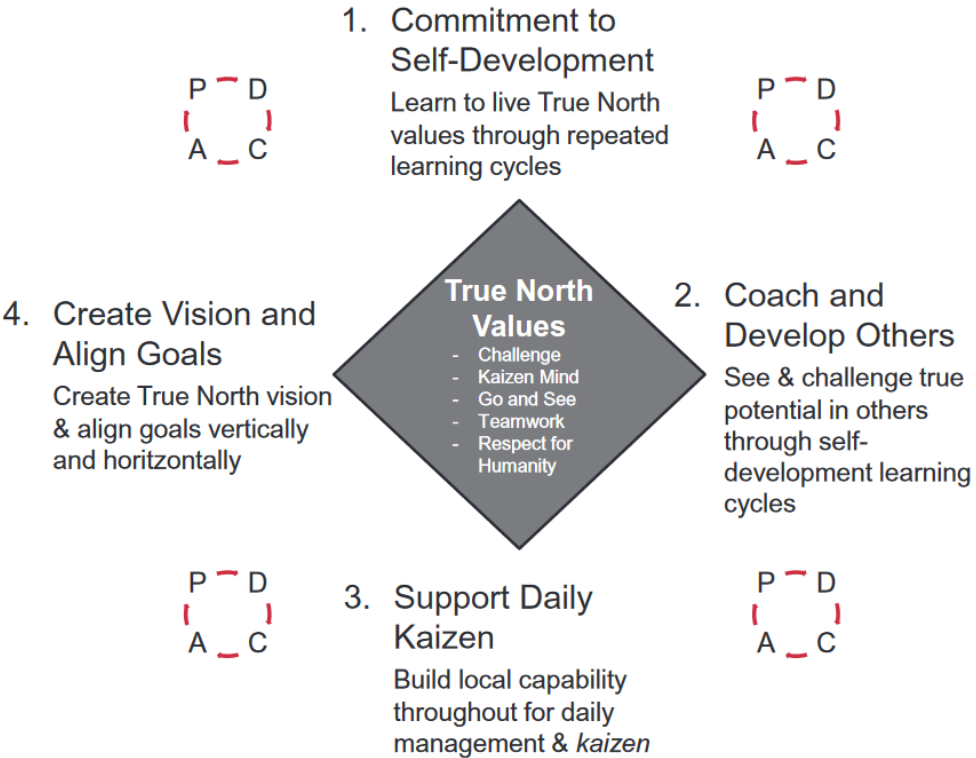 1. Commitment to
Self-Development
Learn to live True North
values through repeated
learning cycles
P D
A C
P D
A C
True North
Values
- Challenge
- Kaizen Mind
- Go and See
- Teamwork
- Respect for
Humanity
2. Coach and
Develop Others
See & challenge true
potential in others
through self-
development learning
cycles
4. Create Vision and
Align Goals
Create True North vision
& align goals vertically
and horitzontally
P D
A C
P D
A C
3. Support Daily
Kaizen
Build local capability
throughout for daily
management & kaizen